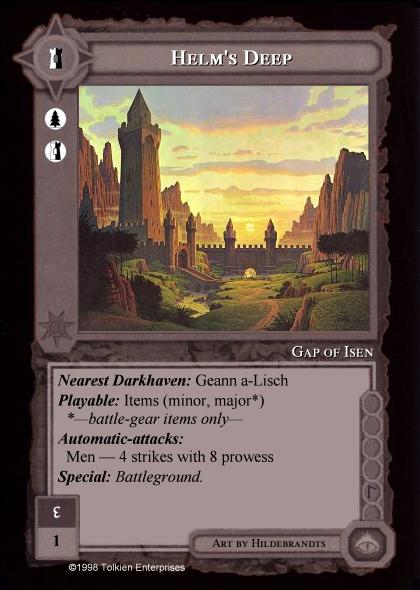 HELM'S DEEP
GAP OF ISEN
Nearest Darkhaven: Geann a-Lisch
Playable: Items (minor, major*)
*—battle-gear items only—
Automatic-attacks:
Men — 4 strikes with 8 prowess
Special: Battleground.
ε
1
ART BY HILDEBRANDTS
©1998 Tolkien Enterprises